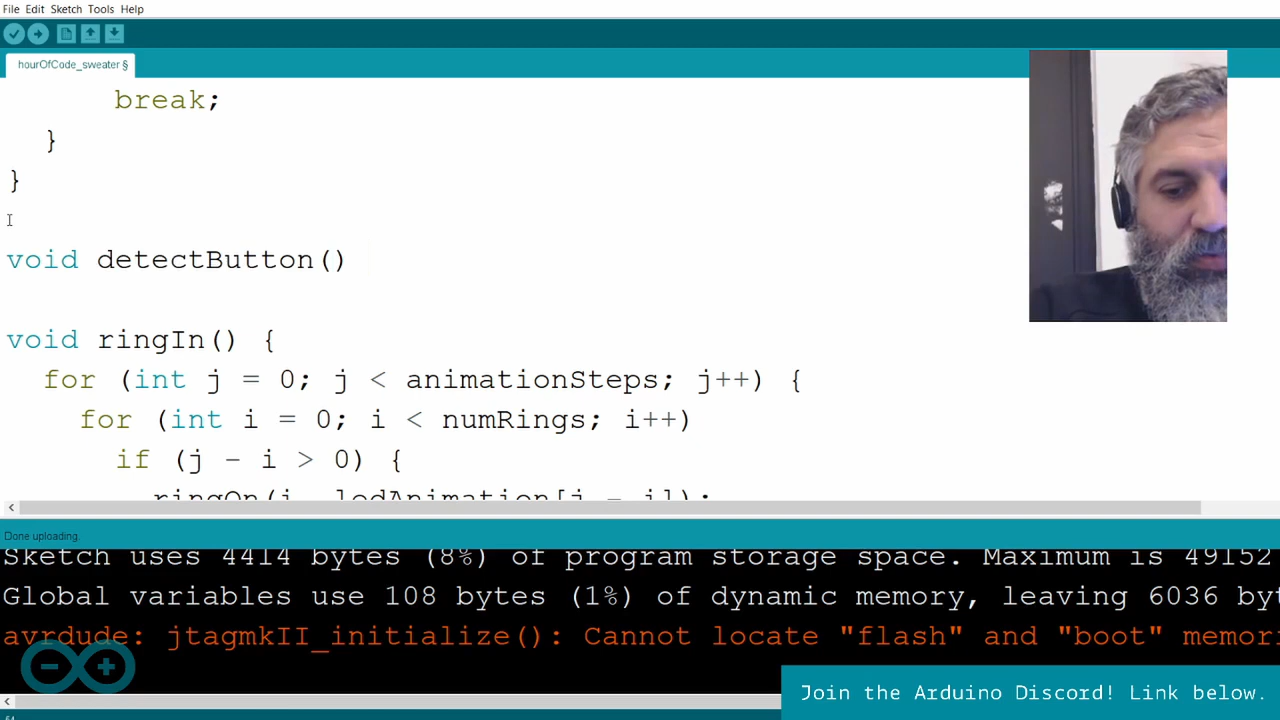 File Edit Sketch Tools Help
hourOfCode_sweater §
break;
}
}
void detectButton()
void ringIn() {
for (int j = 0; j < animationSteps; j++) {
for (int i = 0; i < numRings; i++)
if (j - i > 0) {
ringOn(i, ledAnimation[j - i]);
Done uploading.
Sketch uses 4414 bytes (8%) of program storage space. Maximum is 49152
Global variables use 108 bytes (1%) of dynamic memory, leaving 6036 byt
avrdude: jtagmkII_initialize(): Cannot locate "flash" and "boot" memori
Join the Arduino Discord! Link below.